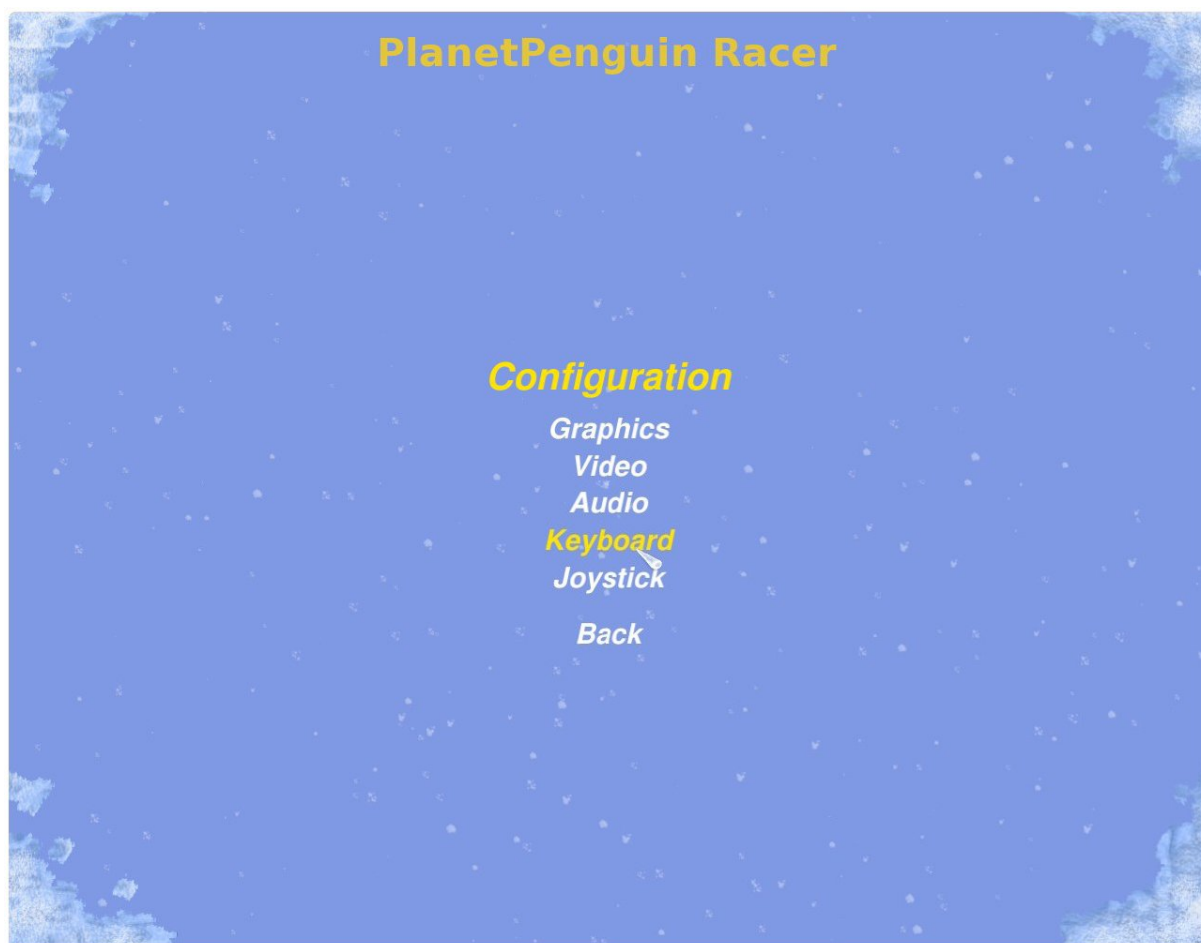 PlanetPenguin Racer
Configuration
Graphics
Video
Audio
Keyboard
Joystick
Back